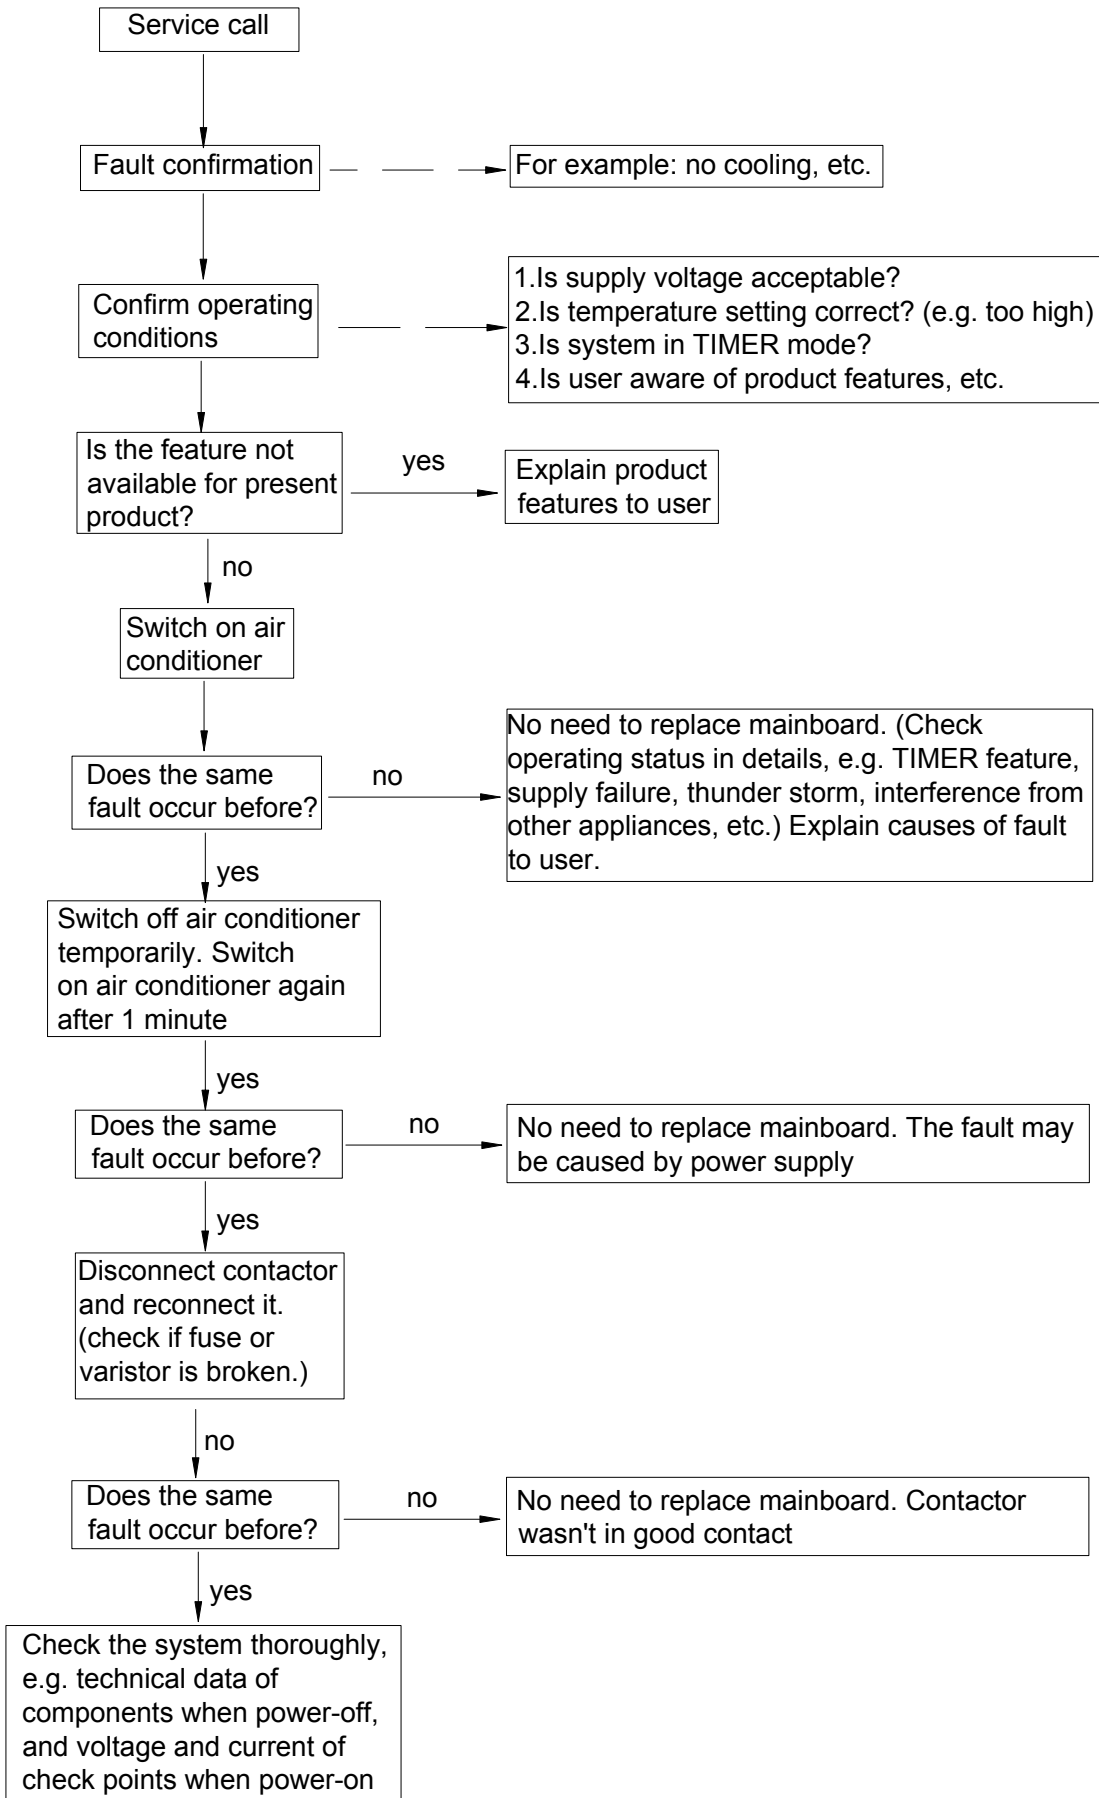 Service call
Fault confirmation
For example: no cooling, etc.
Confirm operating
conditions
1.Is supply voltage acceptable?
2.Is temperature setting correct? (e.g. too high)
3.Is system in TIMER mode?
4.Is user aware of product features, etc.
Is the feature not
available for present
product?
yes
Explain product
features to user
no
Switch on air
conditioner
Does the same
fault occur before?
no
No need to replace mainboard. (Check
operating status in details, e.g. TIMER feature,
supply failure, thunder storm, interference from
other appliances, etc.) Explain causes of fault
to user.
yes
Switch off air conditioner
temporarily. Switch
on air conditioner again
after 1 minute
yes
Does the same
fault occur before?
no
No need to replace mainboard. The fault may
be caused by power supply
yes
Disconnect contactor
and reconnect it.
(check if fuse or
varistor is broken.)
no
Does the same
fault occur before?
no
No need to replace mainboard. Contactor
wasn't in good contact
yes
Check the system thoroughly,
e.g. technical data of
components when power-off,
and voltage and current of
check points when power-on